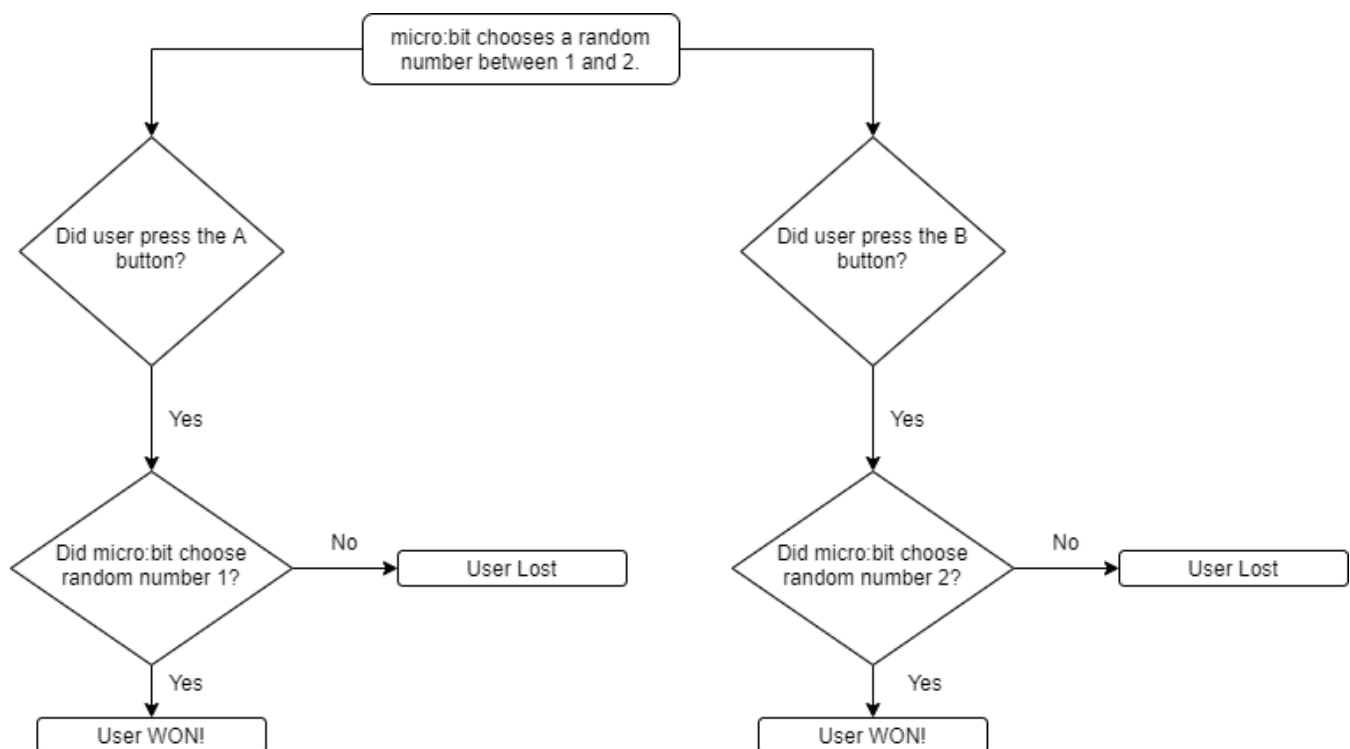 micro:bit chooses a random
number between 1 and 2.
Did user press the A
button?
Did user press the B
button?
Yes
Yes
Did micro:bit choose
random number 1?
No
User Lost
Did micro:bit choose
random number 2?
No
User Lost
Yes
Yes
User WON!
User WON!